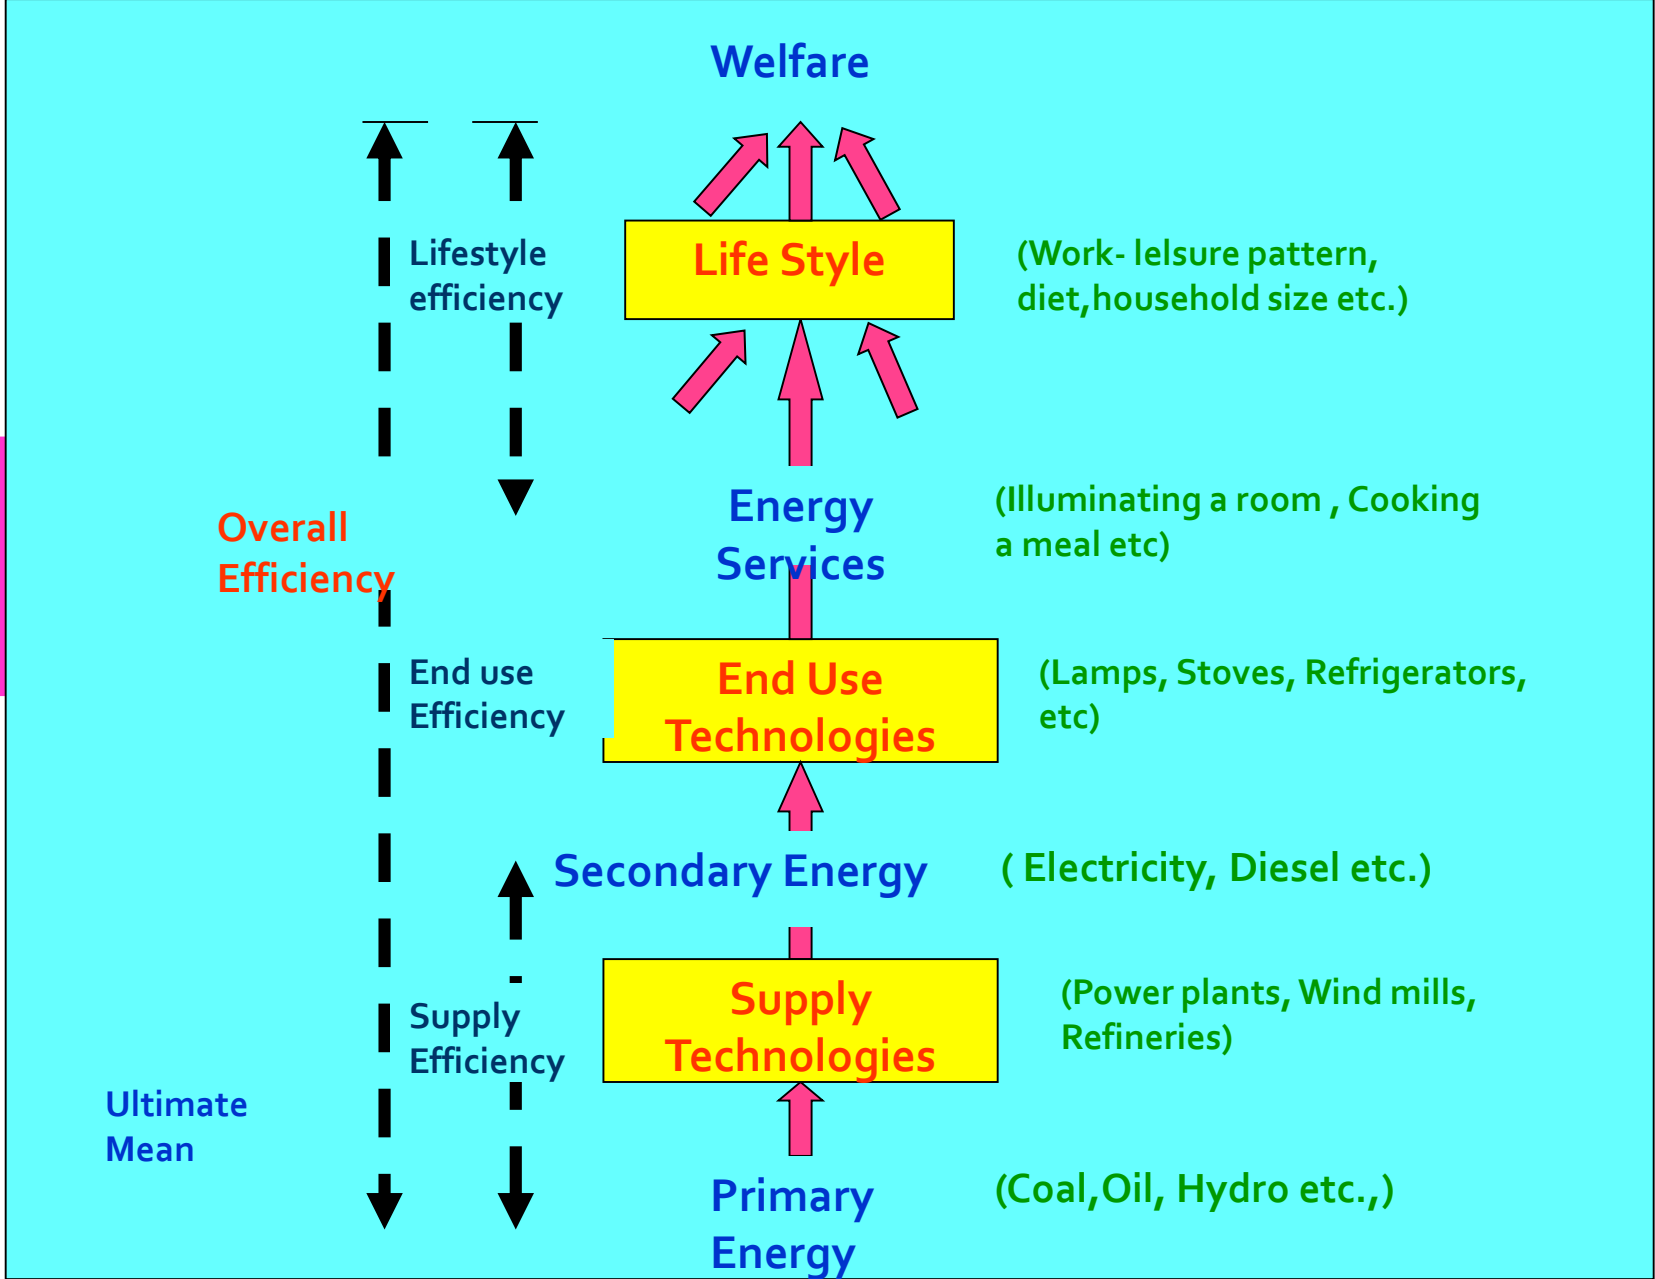 Welfare
Lifestyle
efficiency
Life Style
(Work- lelsure pattern,
diet,household size etc.)
Overall
Efficiency
Energy
Services
(Illuminating a room , Cooking
a meal etc)
End use
Efficiency
End Use
Technologies
(Lamps, Stoves, Refrigerators,
etc)
Secondary Energy
( Electricity, Diesel etc.)
Supply
Efficiency
Supply
Technologies
(Power plants, Wind mills,
Refineries)
Ultimate
Mean
Primary
Energy
(Coal,Oil, Hydro etc.,)